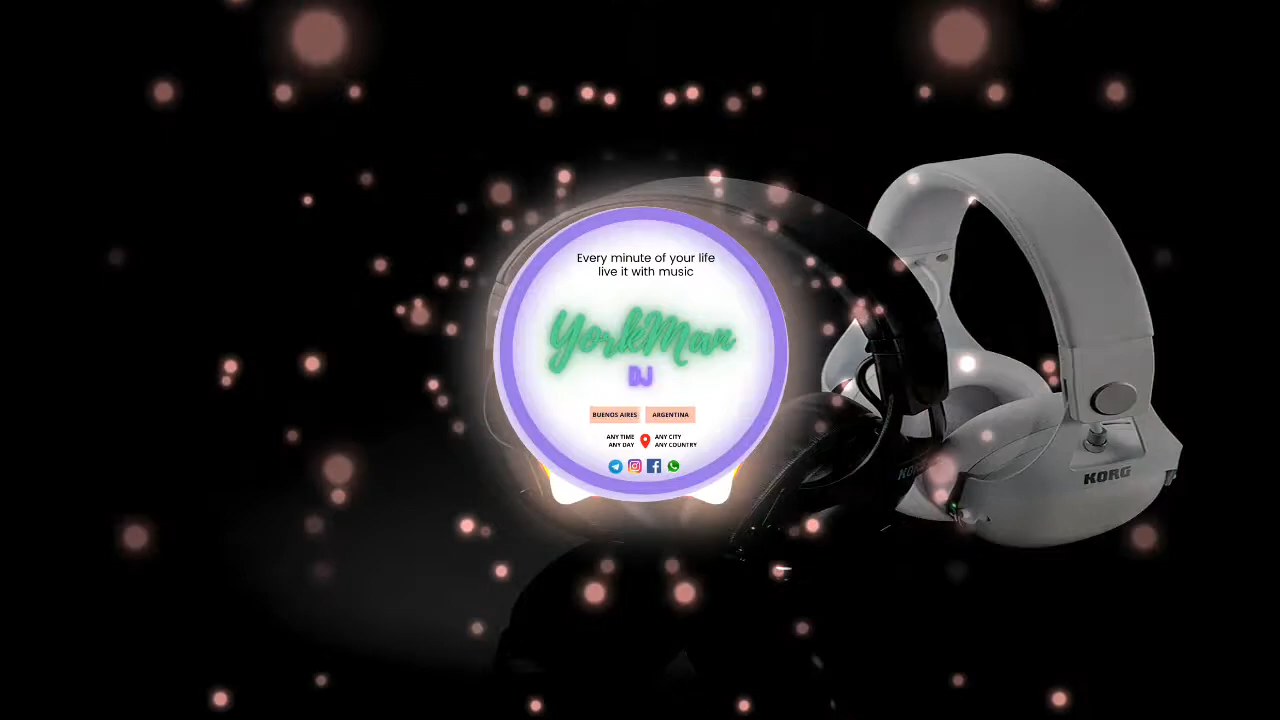 Every minute of your life
live it with music
YorkMan
DJ
BUENOS AIRES ARGENTINA
ANY TIME ANY CITY
ANY DAY ANY COUNTRY
KORG
KORG